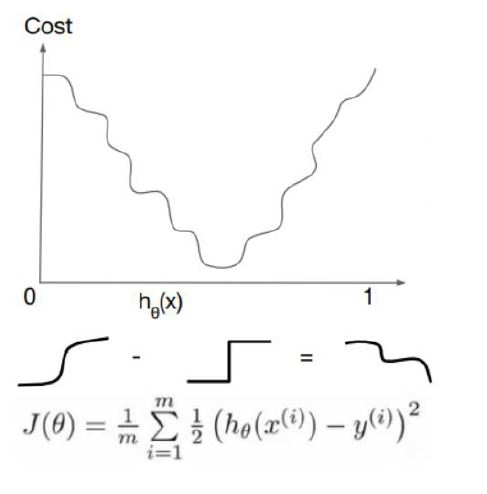 Cost
0 hθ(x) 1
- =
J(θ) = 1/m ∑_{i=1}^{m} 1/2 (hθ(x^(i)) − y^(i))^2